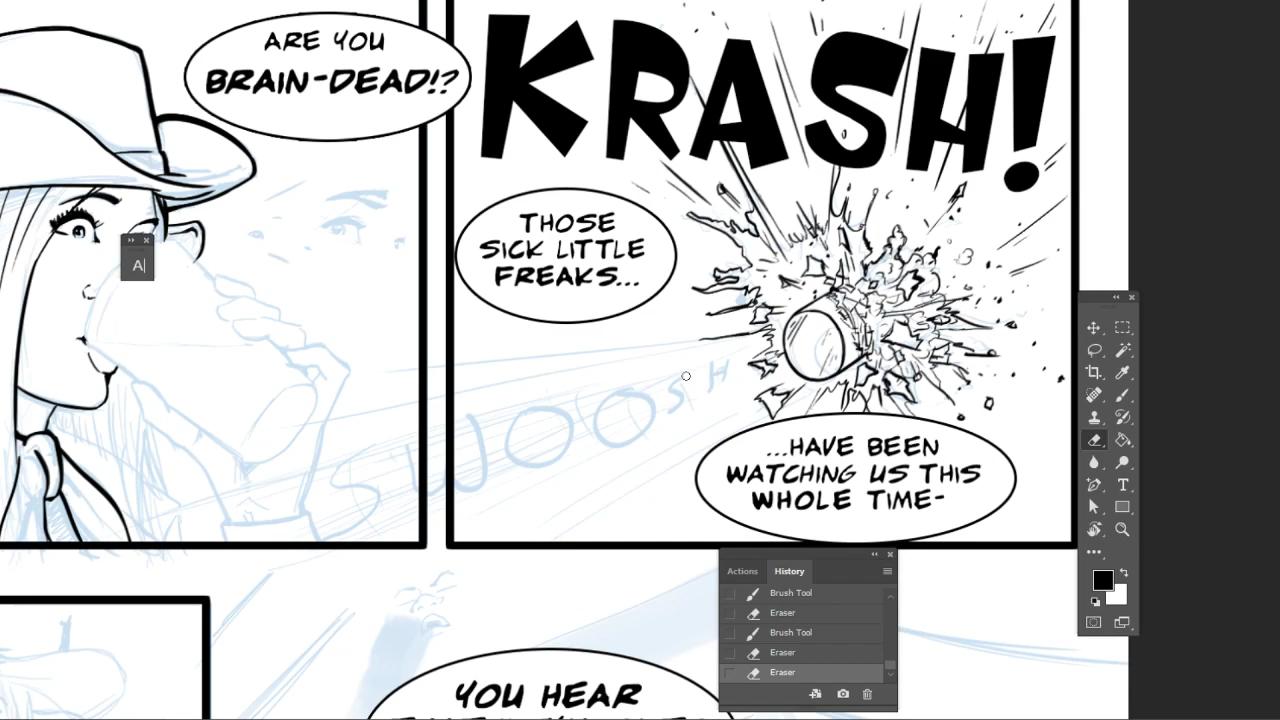 ARE YOU
BRAIN-DEAD!?
KRASH!
THOSE
SICK LITTLE
FREAKS...
A
SWOOSH
...HAVE BEEN
WATCHING US THIS
WHOLE TIME-
Actions History
Brush Tool
Eraser
Brush Tool
Eraser
Eraser
YOU HEAR